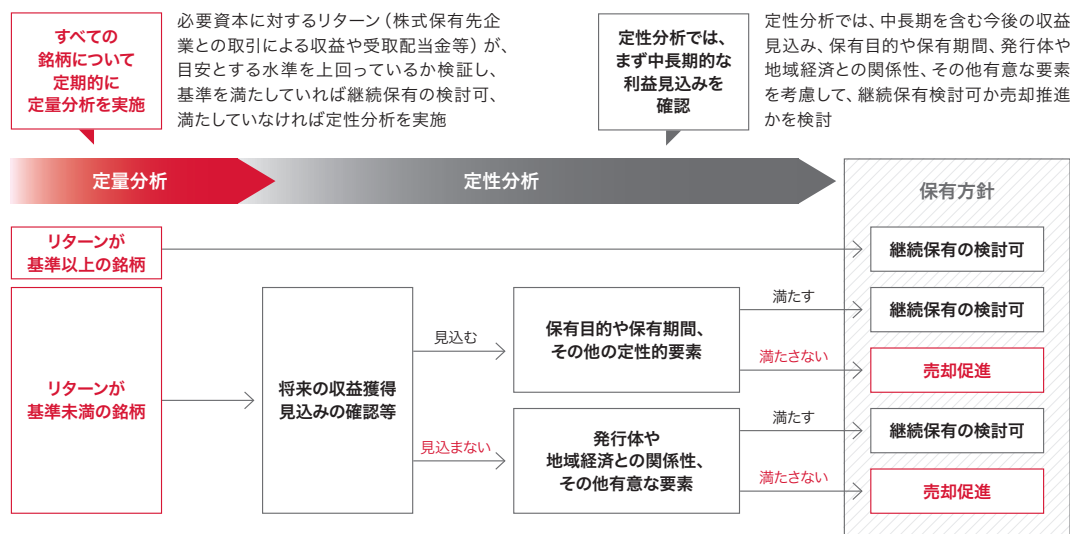 すべての
銘柄について
定期的に
定量分析を実施
必要資本に対するリターン（株式保有先企
業との取引による収益や受取配当金等）が、
目安とする水準を上回っているか検証し、
基準を満たしていれば継続保有の検討可、
満たしていなければ定性分析を実施
定性分析では、
まず中長期的な
利益見込みを
確認
定性分析では、中長期を含む今後の収益
見込み、保有目的や保有期間、発行体や
地域経済との関係性、その他有意な要素
を考慮して、継続保有検討可か売却推進
かを検討
定量分析
定性分析
保有方針
リターンが
基準以上の銘柄
継続保有の検討可
リターンが
基準未満の銘柄
将来の収益獲得
見込みの確認等
見込む
保有目的や保有期間、
その他の定性的要素
満たす
継続保有の検討可
満たさない
売却促進
見込まない
発行体や
地域経済との関係性、
その他有意な要素
満たす
継続保有の検討可
満たさない
売却促進